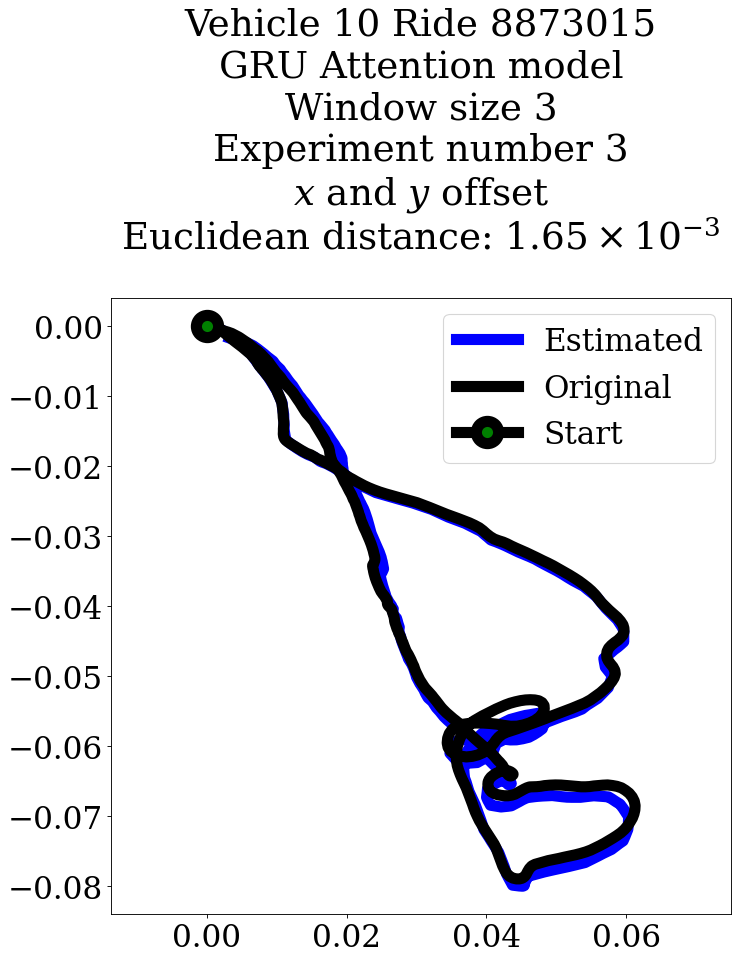 Vehicle 10 Ride 8873015
GRU Attention model
Window size 3
Experiment number 3
x and y offset
Euclidean distance: 1.65 × 10⁻³
Estimated
Original
Start
0.00
−0.01
−0.02
−0.03
−0.04
−0.05
−0.06
−0.07
−0.08
0.00 0.02 0.04 0.06